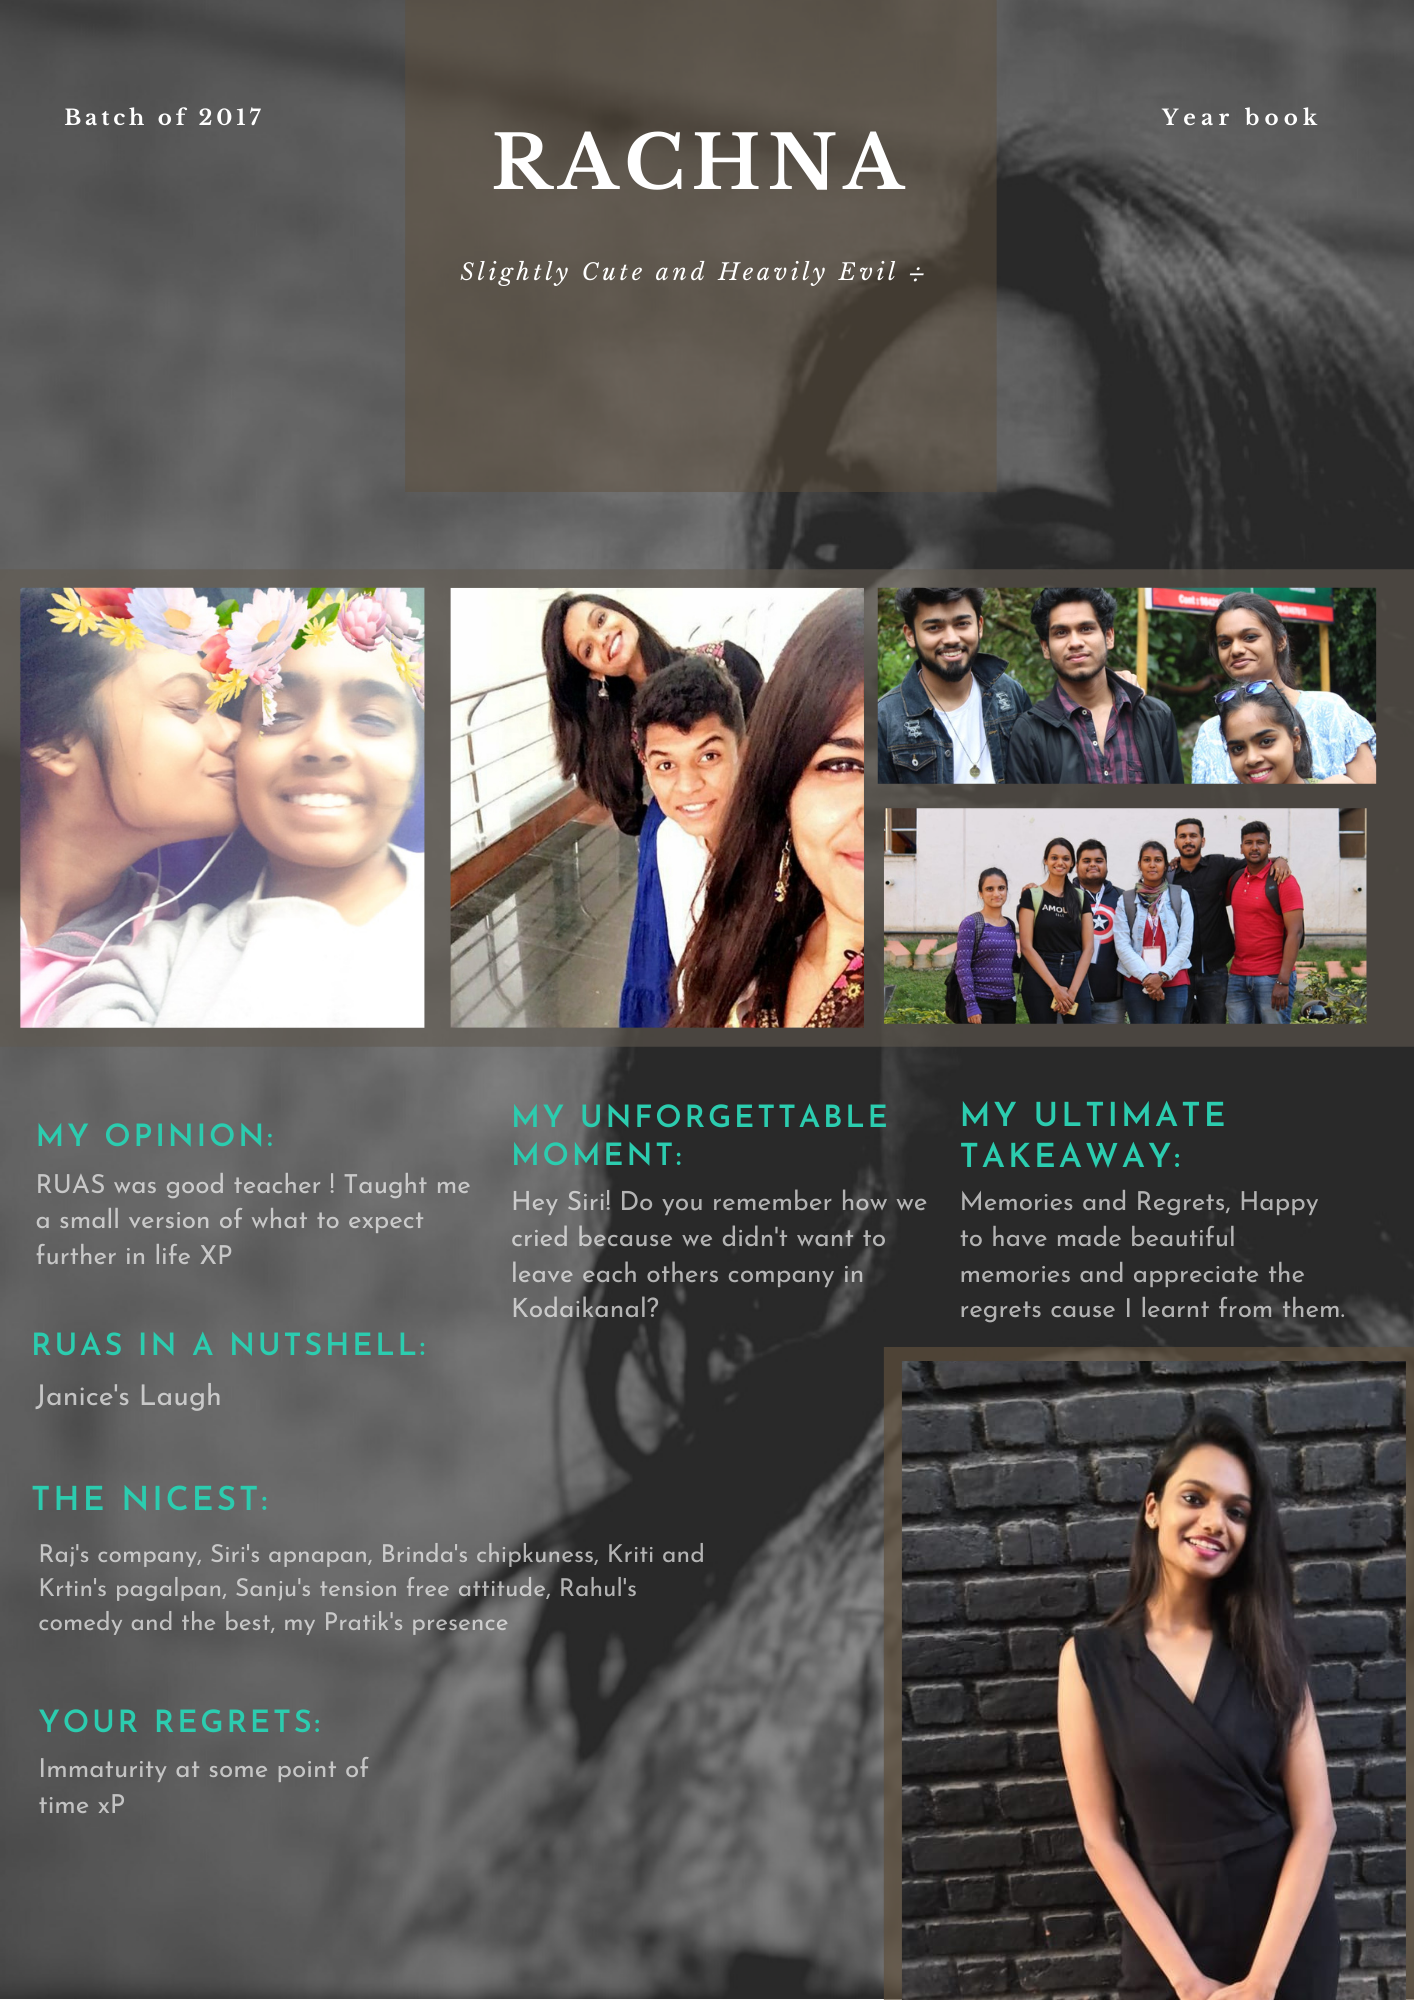 Batch of 2017
Year book
RACHNA
Slightly Cute and Heavily Evil ÷
AMOU
MY OPINION:
RUAS was good teacher ! Taught me
a small version of what to expect
further in life XP
RUAS IN A NUTSHELL:
Janice's Laugh
THE NICEST:
Raj's company, Siri's apnapan, Brinda's chipkuness, Kriti and
Krtin's pagalpan, Sanju's tension free attitude, Rahul's
comedy and the best, my Pratik's presence
YOUR REGRETS:
Immaturity at some point of
time xP
MY UNFORGETTABLE
MOMENT:
Hey Siri! Do you remember how we
cried because we didn't want to
leave each others company in
Kodaikanal?
MY ULTIMATE
TAKEAWAY:
Memories and Regrets, Happy
to have made beautiful
memories and appreciate the
regrets cause I learnt from them.